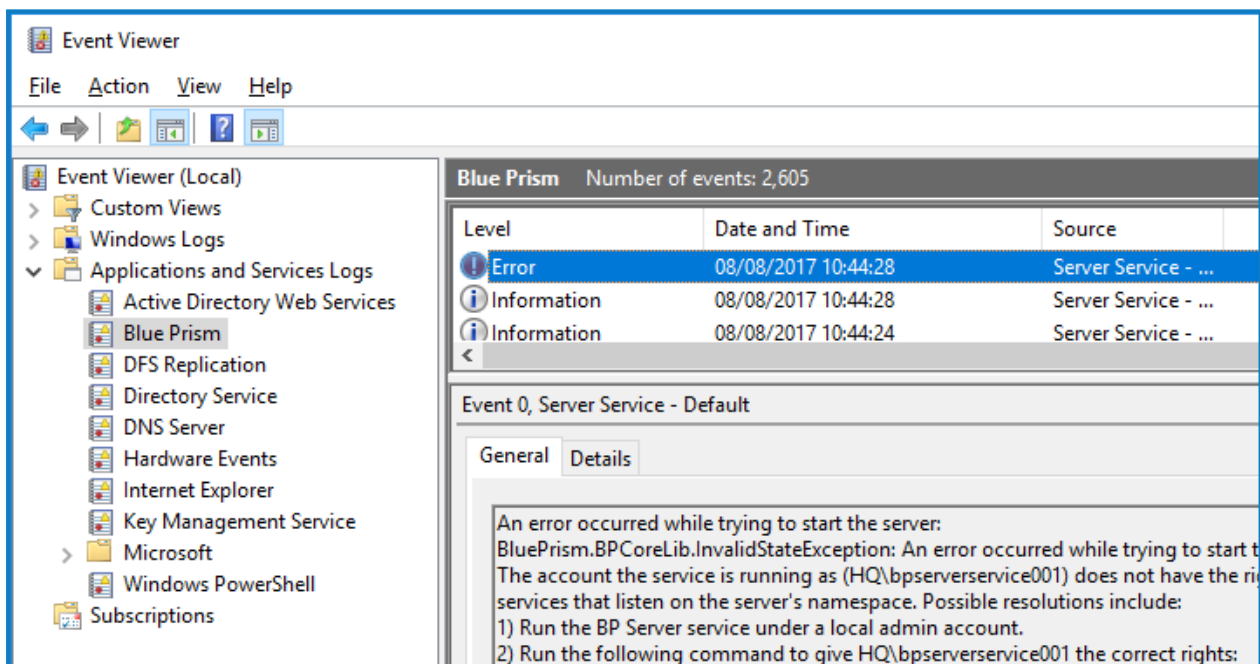 Event Viewer
File Action View Help
Event Viewer (Local)
Custom Views
Windows Logs
Applications and Services Logs
Active Directory Web Services
Blue Prism
DFS Replication
Directory Service
DNS Server
Hardware Events
Internet Explorer
Key Management Service
Microsoft
Windows PowerShell
Subscriptions
Blue Prism Number of events: 2,605
Level Date and Time Source
Error 08/08/2017 10:44:28 Server Service - ...
Information 08/08/2017 10:44:28 Server Service - ...
Information 08/08/2017 10:44:24 Server Service - ...
Event 0, Server Service - Default
General Details
An error occurred while trying to start the server:
BluePrism.BPCoreLib.InvalidStateException: An error occurred while trying to start
The account the service is running as (HQ\bpserverservice001) does not have the
services that listen on the server's namespace. Possible resolutions include:
1) Run the BP Server service under a local admin account.
2) Run the following command to give HQ\bpserverservice001 the correct rights: